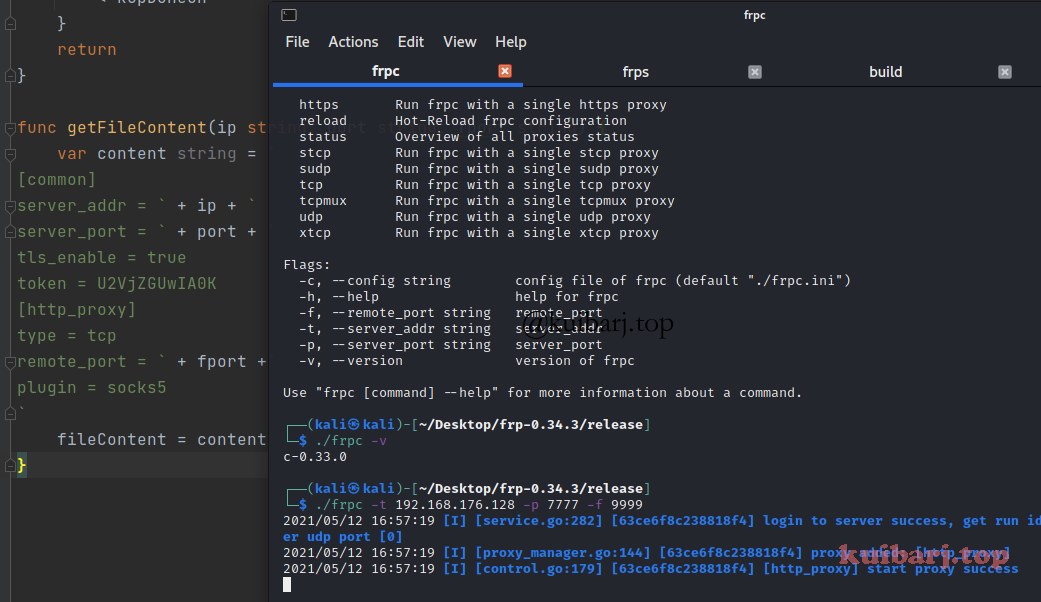 }
return
}
func getFileContent(ip st
var content string =
[common]
server_addr = ` + ip + `
server_port = ` + port +
tls_enable = true
token = U2VjZGUwIA0K
[http_proxy]
type = tcp
remote_port = ` + fport +
plugin = socks5
`
fileContent = content
}
frpc
File Actions Edit View Help
frpc frps build
https Run frpc with a single https proxy
reload Hot-Reload frpc configuration
status Overview of all proxies status
stcp Run frpc with a single stcp proxy
sudp Run frpc with a single sudp proxy
tcp Run frpc with a single tcp proxy
tcpmux Run frpc with a single tcpmux proxy
udp Run frpc with a single udp proxy
xtcp Run frpc with a single xtcp proxy
Flags:
-c, --config string config file of frpc (default "./frpc.ini")
-h, --help help for frpc
-f, --remote_port string remote_port
-t, --server_addr string server_addr
-p, --server_port string server_port
-v, --version version of frpc
@kuibarj.top
Use "frpc [command] --help" for more information about a command.
(kali㉿kali)-[~/Desktop/frp-0.34.3/release]
$ ./frpc -v
c-0.33.0
(kali㉿kali)-[~/Desktop/frp-0.34.3/release]
$ ./frpc -t 192.168.176.128 -p 7777 -f 9999
2021/05/12 16:57:19 [I] [service.go:282] [63ce6f8c238818f4] login to server success, get run id
er udp port [0]
2021/05/12 16:57:19 [I] [proxy_manager.go:144] [63ce6f8c238818f4] proxy added: [http_proxy]
2021/05/12 16:57:19 [I] [control.go:179] [63ce6f8c238818f4] [http_proxy] start proxy success
kuibarj.top